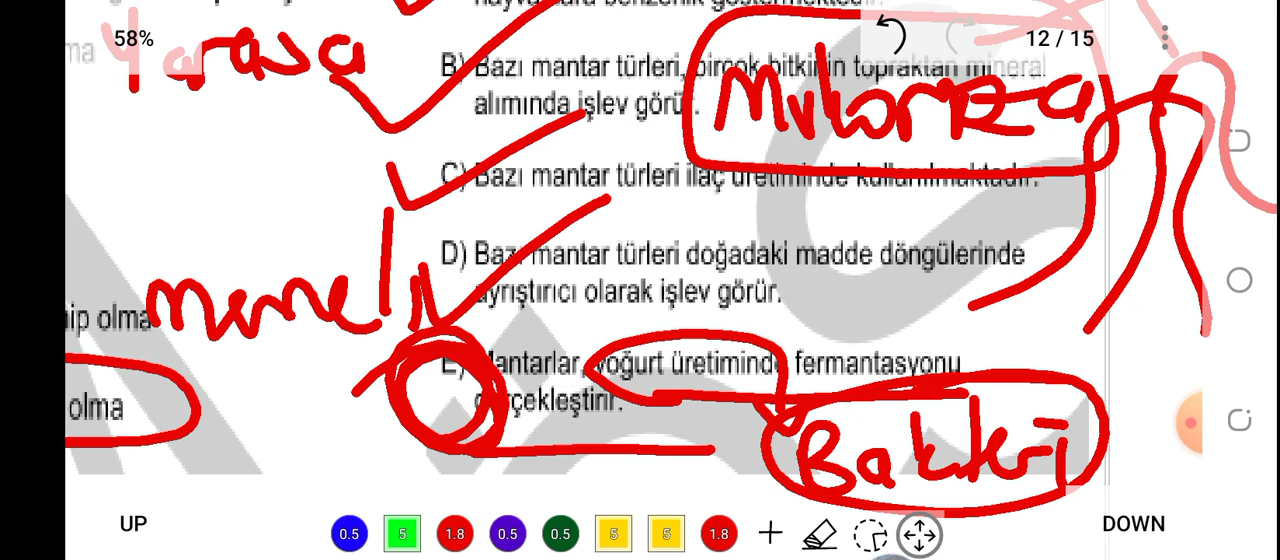 58%
12 / 15
ma
Yarasa
B) Bazı mantar türleri, birçok bitkinin topraktan mineral
alımında işlev görür.
Mikoriza
C) Bazı mantar türleri ilaç üretiminde kullanılmaktadır.
D) Bazı mantar türleri doğadaki madde döngülerinde
ayrıştırıcı olarak işlev görür.
memeli
hip olma
E) Mantarlar, yoğurt üretiminde fermantasyonu
gerçekleştirir.
olma
Bakteri
UP
0.5 5 1.8 0.5 0.5 5 5 1.8
DOWN